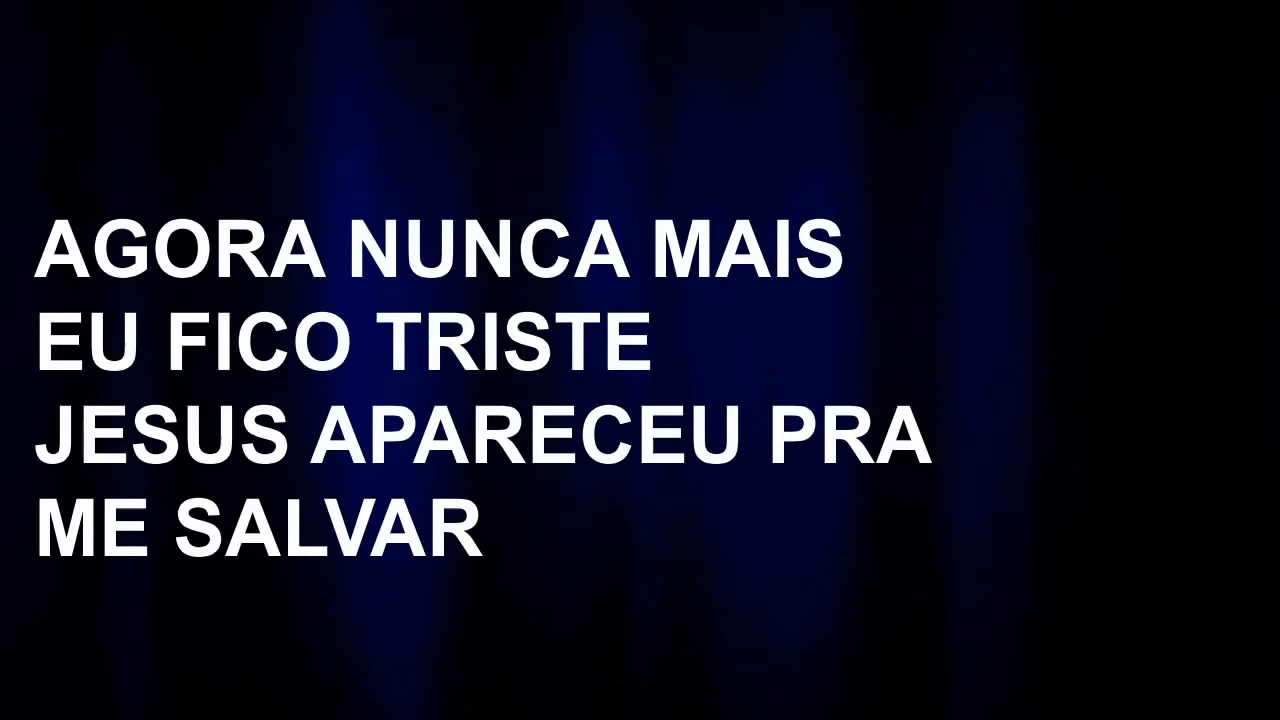 AGORA NUNCA MAIS
EU FICO TRISTE
JESUS APARECEU PRA
ME SALVAR